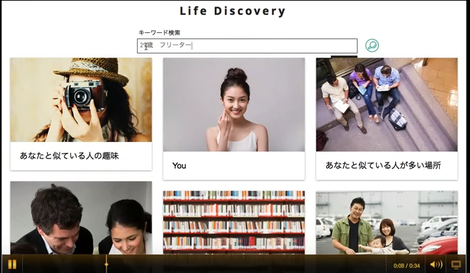 Life Discovery
キーワード検索
29歳 フリーター
あなたと似ている人の趣味
You
あなたと似ている人が多い場所
0:08 / 0:34